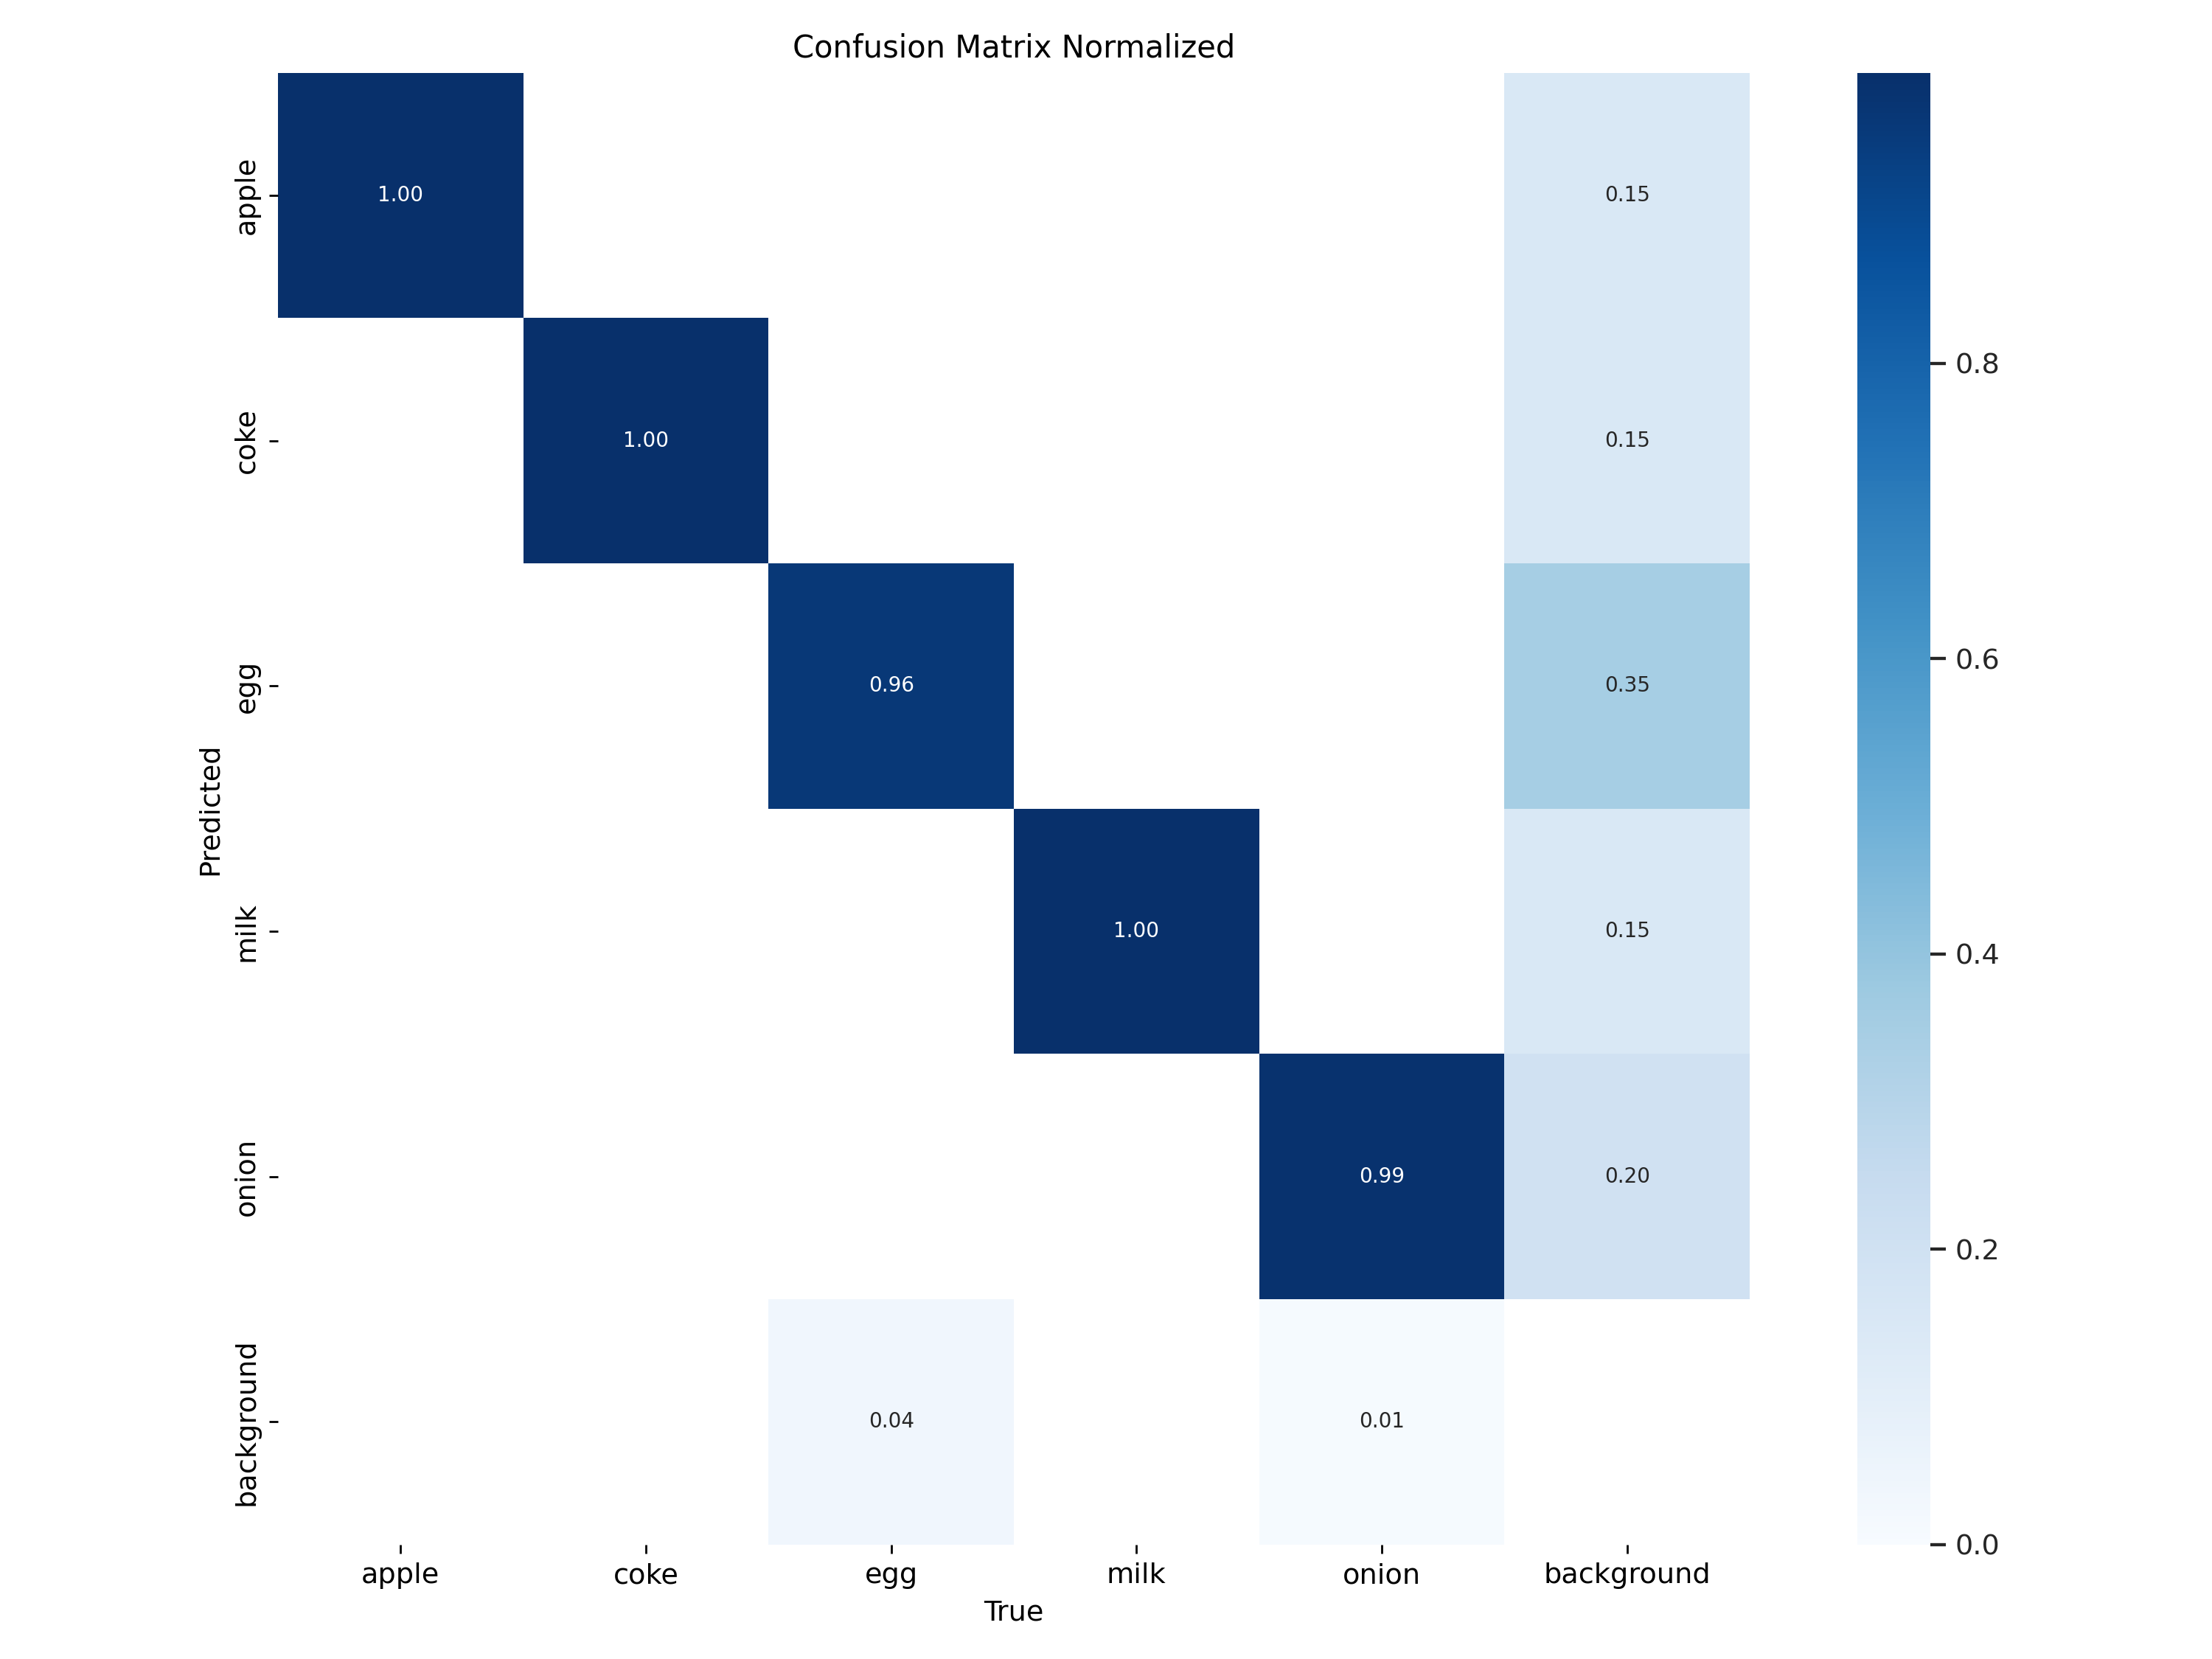 Confusion Matrix Normalized
apple
1.00
0.15
coke
1.00
0.15
0.8
egg
0.96
0.35
0.6
Predicted
milk
1.00
0.15
0.4
onion
0.99
0.20
0.2
background
0.04
0.01
0.0
apple coke egg milk onion background
True